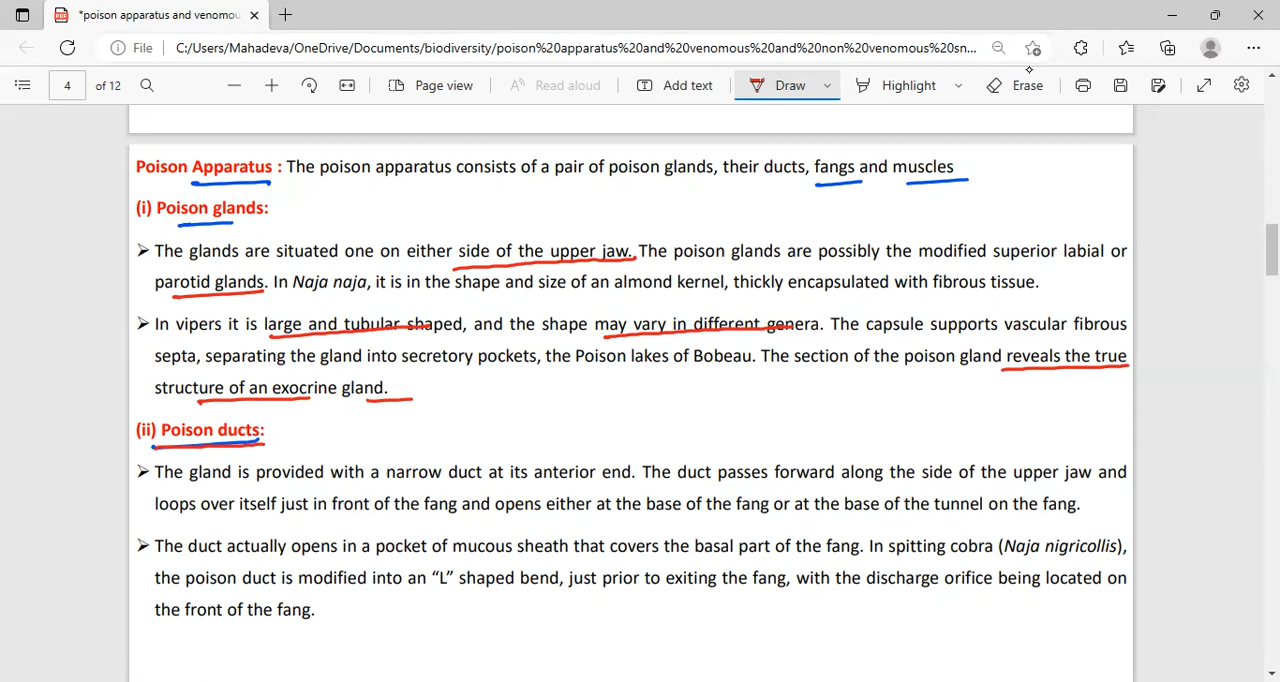 *poison apparatus and venomou
File
C:/Users/Mahadeva/OneDrive/Documents/biodiversity/poison%20apparatus%20and%20venomous%20and%20non%20venomous%20sn...
4 of 12
Page view
Read aloud
Add text
Draw
Highlight
Erase
Poison Apparatus : The poison apparatus consists of a pair of poison glands, their ducts, fangs and muscles
(i) Poison glands:
The glands are situated one on either side of the upper jaw. The poison glands are possibly the modified superior labial or
parotid glands. In Naja naja, it is in the shape and size of an almond kernel, thickly encapsulated with fibrous tissue.
In vipers it is large and tubular shaped, and the shape may vary in different genera. The capsule supports vascular fibrous
septa, separating the gland into secretory pockets, the Poison lakes of Bobeau. The section of the poison gland reveals the true
structure of an exocrine gland.
(ii) Poison ducts:
The gland is provided with a narrow duct at its anterior end. The duct passes forward along the side of the upper jaw and
loops over itself just in front of the fang and opens either at the base of the fang or at the base of the tunnel on the fang.
The duct actually opens in a pocket of mucous sheath that covers the basal part of the fang. In spitting cobra (Naja nigricollis),
the poison duct is modified into an “L” shaped bend, just prior to exiting the fang, with the discharge orifice being located on
the front of the fang.